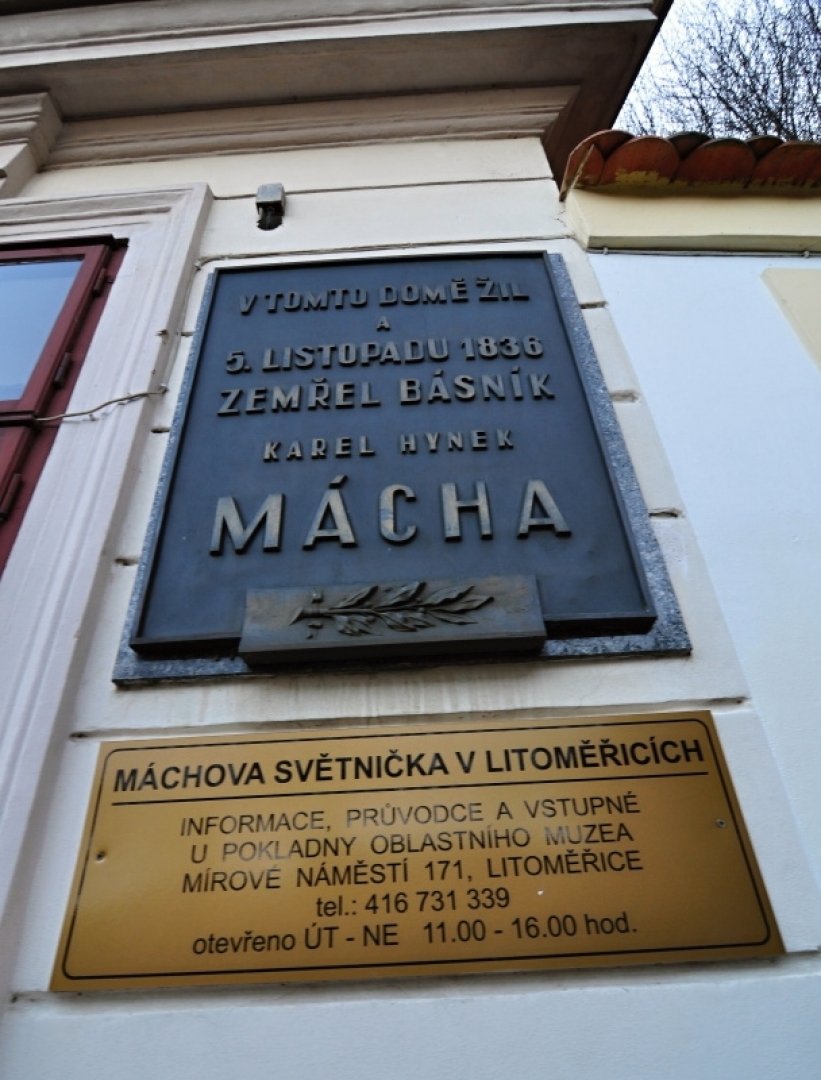 V TOMTO DOMĚ ŽIL
A
5. LISTOPADU 1836
ZEMŘEL BÁSNÍK
KAREL HYNEK
MÁCHA
MÁCHOVA SVĚTNIČKA V LITOMĚŘICÍCH
INFORMACE, PRŮVODCE A VSTUPNÉ
U POKLADNY OBLASTNÍHO MUZEA
MÍROVÉ NÁMĚSTÍ 171, LITOMĚŘICE
tel.: 416 731 339
otevřeno ÚT - NE 11.00 - 16.00 hod.